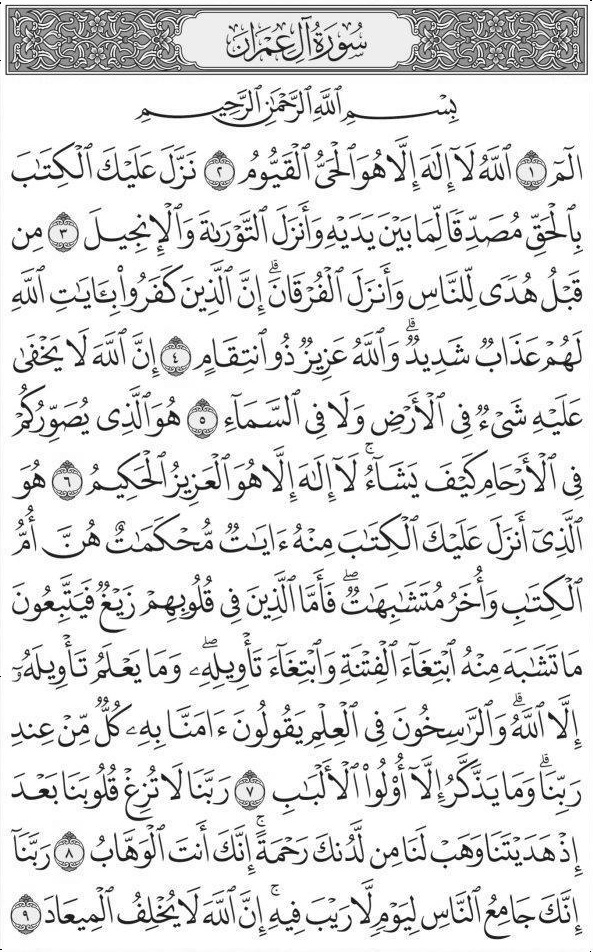 سُورَةُ آلِ عِمْرَانَ
بِسْمِ ٱللَّهِ ٱلرَّحْمَٰنِ ٱلرَّحِيمِ
الٓمٓ ١ ٱللَّهُ لَآ إِلَٰهَ إِلَّا هُوَ ٱلْحَىُّ ٱلْقَيُّومُ ٢ نَزَّلَ عَلَيْكَ ٱلْكِتَٰبَ
بِٱلْحَقِّ مُصَدِّقًا لِّمَا بَيْنَ يَدَيْهِ وَأَنزَلَ ٱلتَّوْرَىٰةَ وَٱلْإِنجِيلَ ٣ مِن
قَبْلُ هُدًى لِّلنَّاسِ وَأَنزَلَ ٱلْفُرْقَانَۗ إِنَّ ٱلَّذِينَ كَفَرُوا۟ بِـَٔايَٰتِ ٱللَّهِ
لَهُمْ عَذَابٌ شَدِيدٌۗ وَٱللَّهُ عَزِيزٌ ذُو ٱنتِقَامٍ ٤ إِنَّ ٱللَّهَ لَا يَخْفَىٰ
عَلَيْهِ شَىْءٌ فِى ٱلْأَرْضِ وَلَا فِى ٱلسَّمَآءِ ٥ هُوَ ٱلَّذِى يُصَوِّرُكُمْ
فِى ٱلْأَرْحَامِ كَيْفَ يَشَآءُۚ لَآ إِلَٰهَ إِلَّا هُوَ ٱلْعَزِيزُ ٱلْحَكِيمُ ٦ هُوَ
ٱلَّذِىٓ أَنزَلَ عَلَيْكَ ٱلْكِتَٰبَ مِنْهُ ءَايَٰتٌ مُّحْكَمَٰتٌ هُنَّ أُمُّ
ٱلْكِتَٰبِ وَأُخَرُ مُتَشَٰبِهَٰتٌۖ فَأَمَّا ٱلَّذِينَ فِى قُلُوبِهِمْ زَيْغٌ فَيَتَّبِعُونَ
مَا تَشَٰبَهَ مِنْهُ ٱبْتِغَآءَ ٱلْفِتْنَةِ وَٱبْتِغَآءَ تَأْوِيلِهِۦۖ وَمَا يَعْلَمُ تَأْوِيلَهُۥٓ
إِلَّا ٱللَّهُۗ وَٱلرَّٰسِخُونَ فِى ٱلْعِلْمِ يَقُولُونَ ءَامَنَّا بِهِۦ كُلٌّ مِّنْ عِندِ
رَبِّنَاۗ وَمَا يَذَّكَّرُ إِلَّآ أُو۟لُوا۟ ٱلْأَلْبَٰبِ ٧ رَبَّنَا لَا تُزِغْ قُلُوبَنَا بَعْدَ
إِذْ هَدَيْتَنَا وَهَبْ لَنَا مِن لَّدُنكَ رَحْمَةًۚ إِنَّكَ أَنتَ ٱلْوَهَّابُ ٨ رَبَّنَآ
إِنَّكَ جَامِعُ ٱلنَّاسِ لِيَوْمٍ لَّا رَيْبَ فِيهِۚ إِنَّ ٱللَّهَ لَا يُخْلِفُ ٱلْمِيعَادَ ٩